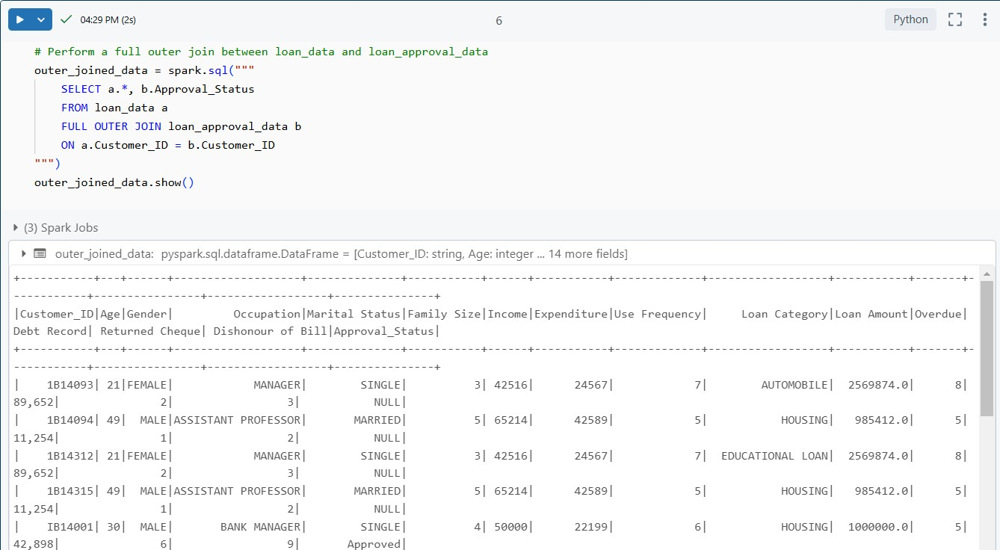 04:29 PM (2s)
6
Python
# Perform a full outer join between loan_data and loan_approval_data
outer_joined_data = spark.sql("""
    SELECT a.*, b.Approval_Status
    FROM loan_data a
    FULL OUTER JOIN loan_approval_data b
    ON a.Customer_ID = b.Customer_ID
""")
outer_joined_data.show()
(3) Spark Jobs
outer_joined_data: pyspark.sql.dataframe.DataFrame = [Customer_ID: string, Age: integer ... 14 more fields]
+-----------+---+------+-------------------+--------------+-----------+------+-----------+-------------+------------------+-----------+-------+-
-----------+----------------+------------------+---------------+
|Customer_ID|Age|Gender|         Occupation|Marital Status|Family Size|Income|Expenditure|Use Frequency|     Loan Category|Loan Amount|Overdue|
Debt Record| Returned Cheque| Dishonour of Bill|Approval_Status|
+-----------+---+------+-------------------+--------------+-----------+------+-----------+-------------+------------------+-----------+-------+-
-----------+----------------+------------------+---------------+
|    1B14093| 21|FEMALE|            MANAGER|        SINGLE|          3| 42516|      24567|            7|        AUTOMOBILE|  2569874.0|      8|
89,652|               2|                 3|           NULL|
|    1B14094| 49|  MALE|ASSISTANT PROFESSOR|       MARRIED|          5| 65214|      42589|            5|           HOUSING|   985412.0|      5|
11,254|               1|                 2|           NULL|
|    1B14312| 21|FEMALE|            MANAGER|        SINGLE|          3| 42516|      24567|            7|  EDUCATIONAL LOAN|  2569874.0|      8|
89,652|               2|                 3|           NULL|
|    1B14315| 49|  MALE|ASSISTANT PROFESSOR|       MARRIED|          5| 65214|      42589|            5|           HOUSING|   985412.0|      5|
11,254|               1|                 2|           NULL|
|    IB14001| 30|  MALE|       BANK MANAGER|        SINGLE|          4| 50000|      22199|            6|           HOUSING|  1000000.0|      5|
42,898|               6|                 9|       Approved|